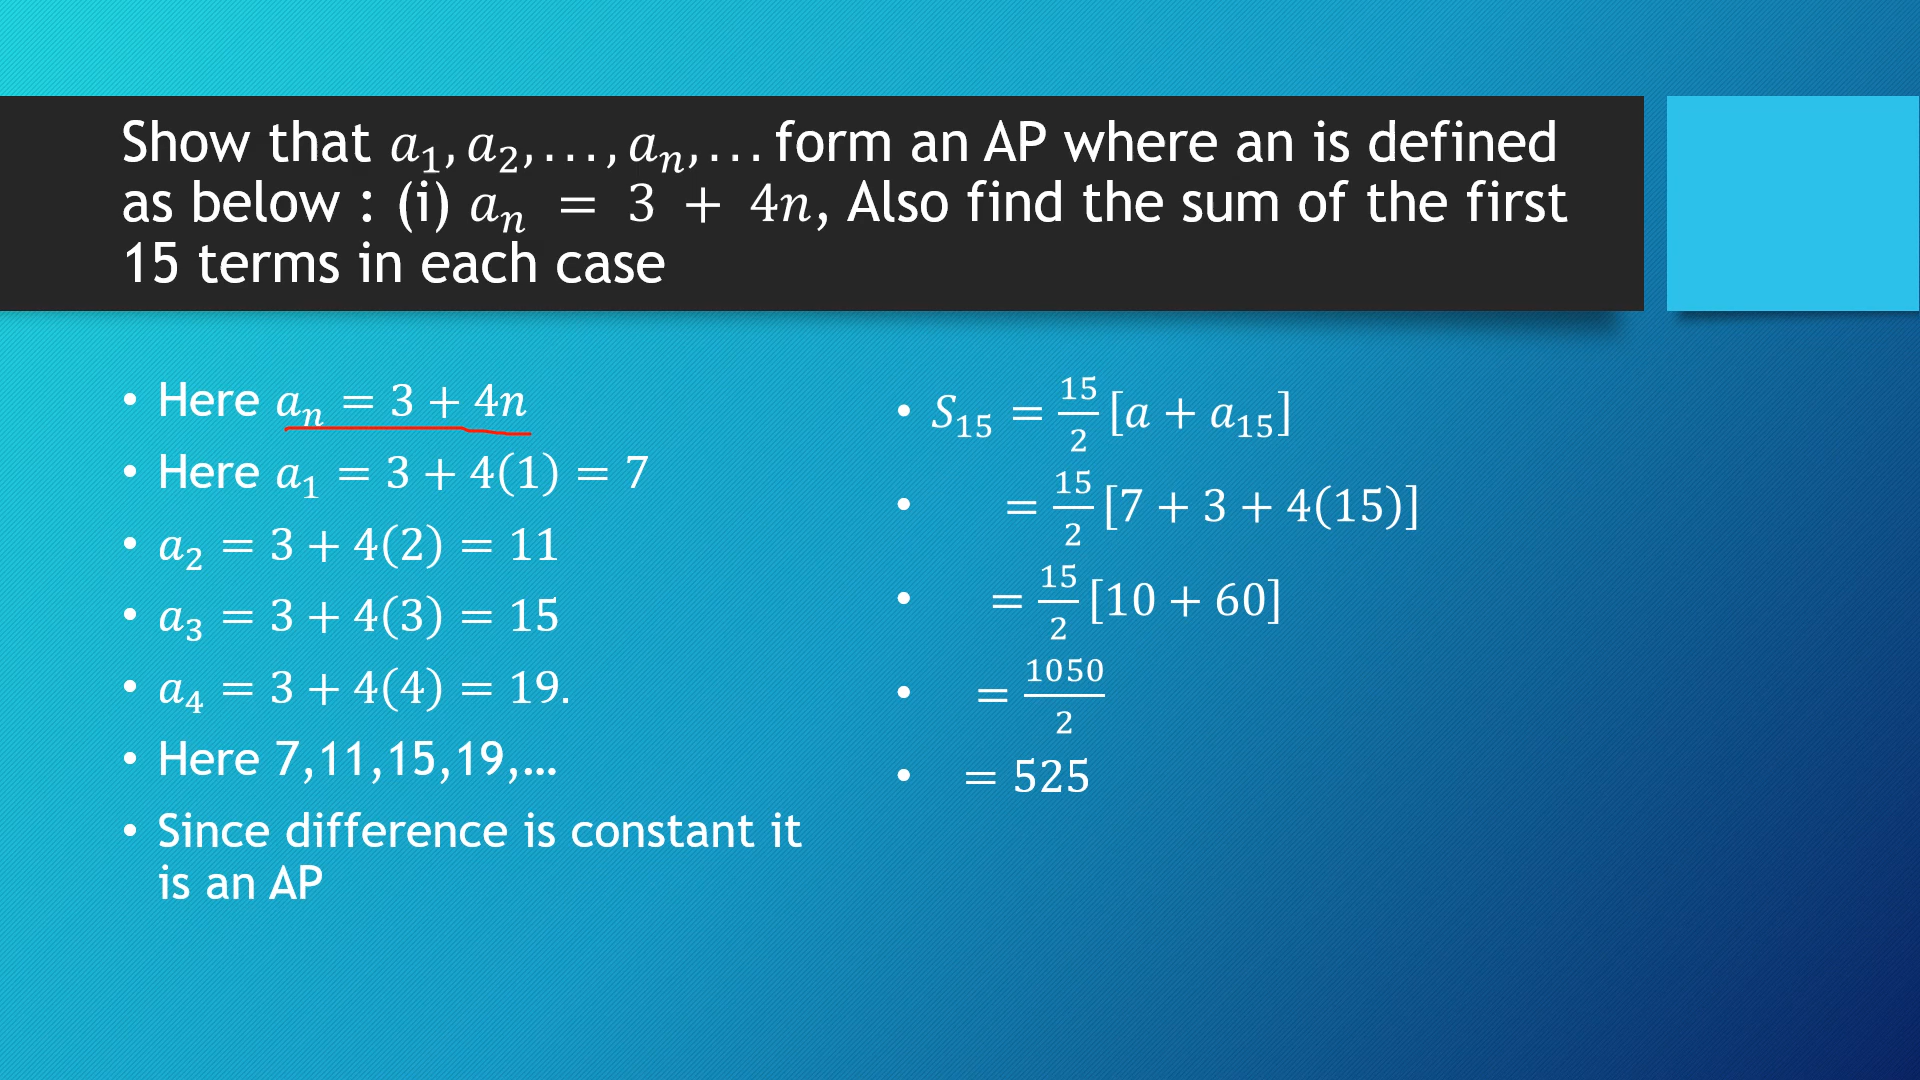 Show that a₁, a₂, . . . , aₙ, . . . form an AP where an is defined
as below : (i) aₙ = 3 + 4n, Also find the sum of the first
15 terms in each case
• Here aₙ = 3 + 4n
• Here a₁ = 3 + 4(1) = 7
• a₂ = 3 + 4(2) = 11
• a₃ = 3 + 4(3) = 15
• a₄ = 3 + 4(4) = 19.
• Here 7,11,15,19,…
• Since difference is constant it
is an AP
• S₁₅ = 15/2 [a + a₁₅]
• = 15/2 [7 + 3 + 4(15)]
• = 15/2 [10 + 60]
• = 1050/2
• = 525